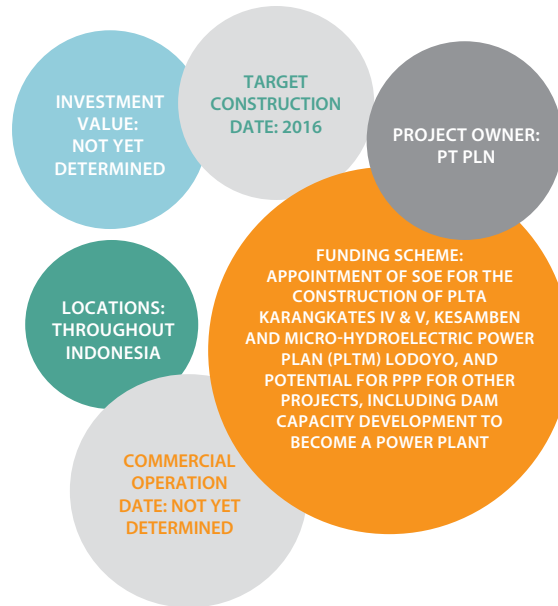 TARGET
CONSTRUCTION
DATE: 2016
INVESTMENT
VALUE:
NOT YET
DETERMINED
PROJECT OWNER:
PT PLN
FUNDING SCHEME:
APPOINTMENT OF SOE FOR THE
CONSTRUCTION OF PLTA
KARANGKATES IV & V, KESAMBEN
AND MICRO-HYDROELECTRIC POWER
PLAN (PLTM) LODOYO, AND
POTENTIAL FOR PPP FOR OTHER
PROJECTS, INCLUDING DAM
CAPACITY DEVELOPMENT TO
BECOME A POWER PLANT
LOCATIONS:
THROUGHOUT
INDONESIA
COMMERCIAL
OPERATION
DATE: NOT YET
DETERMINED